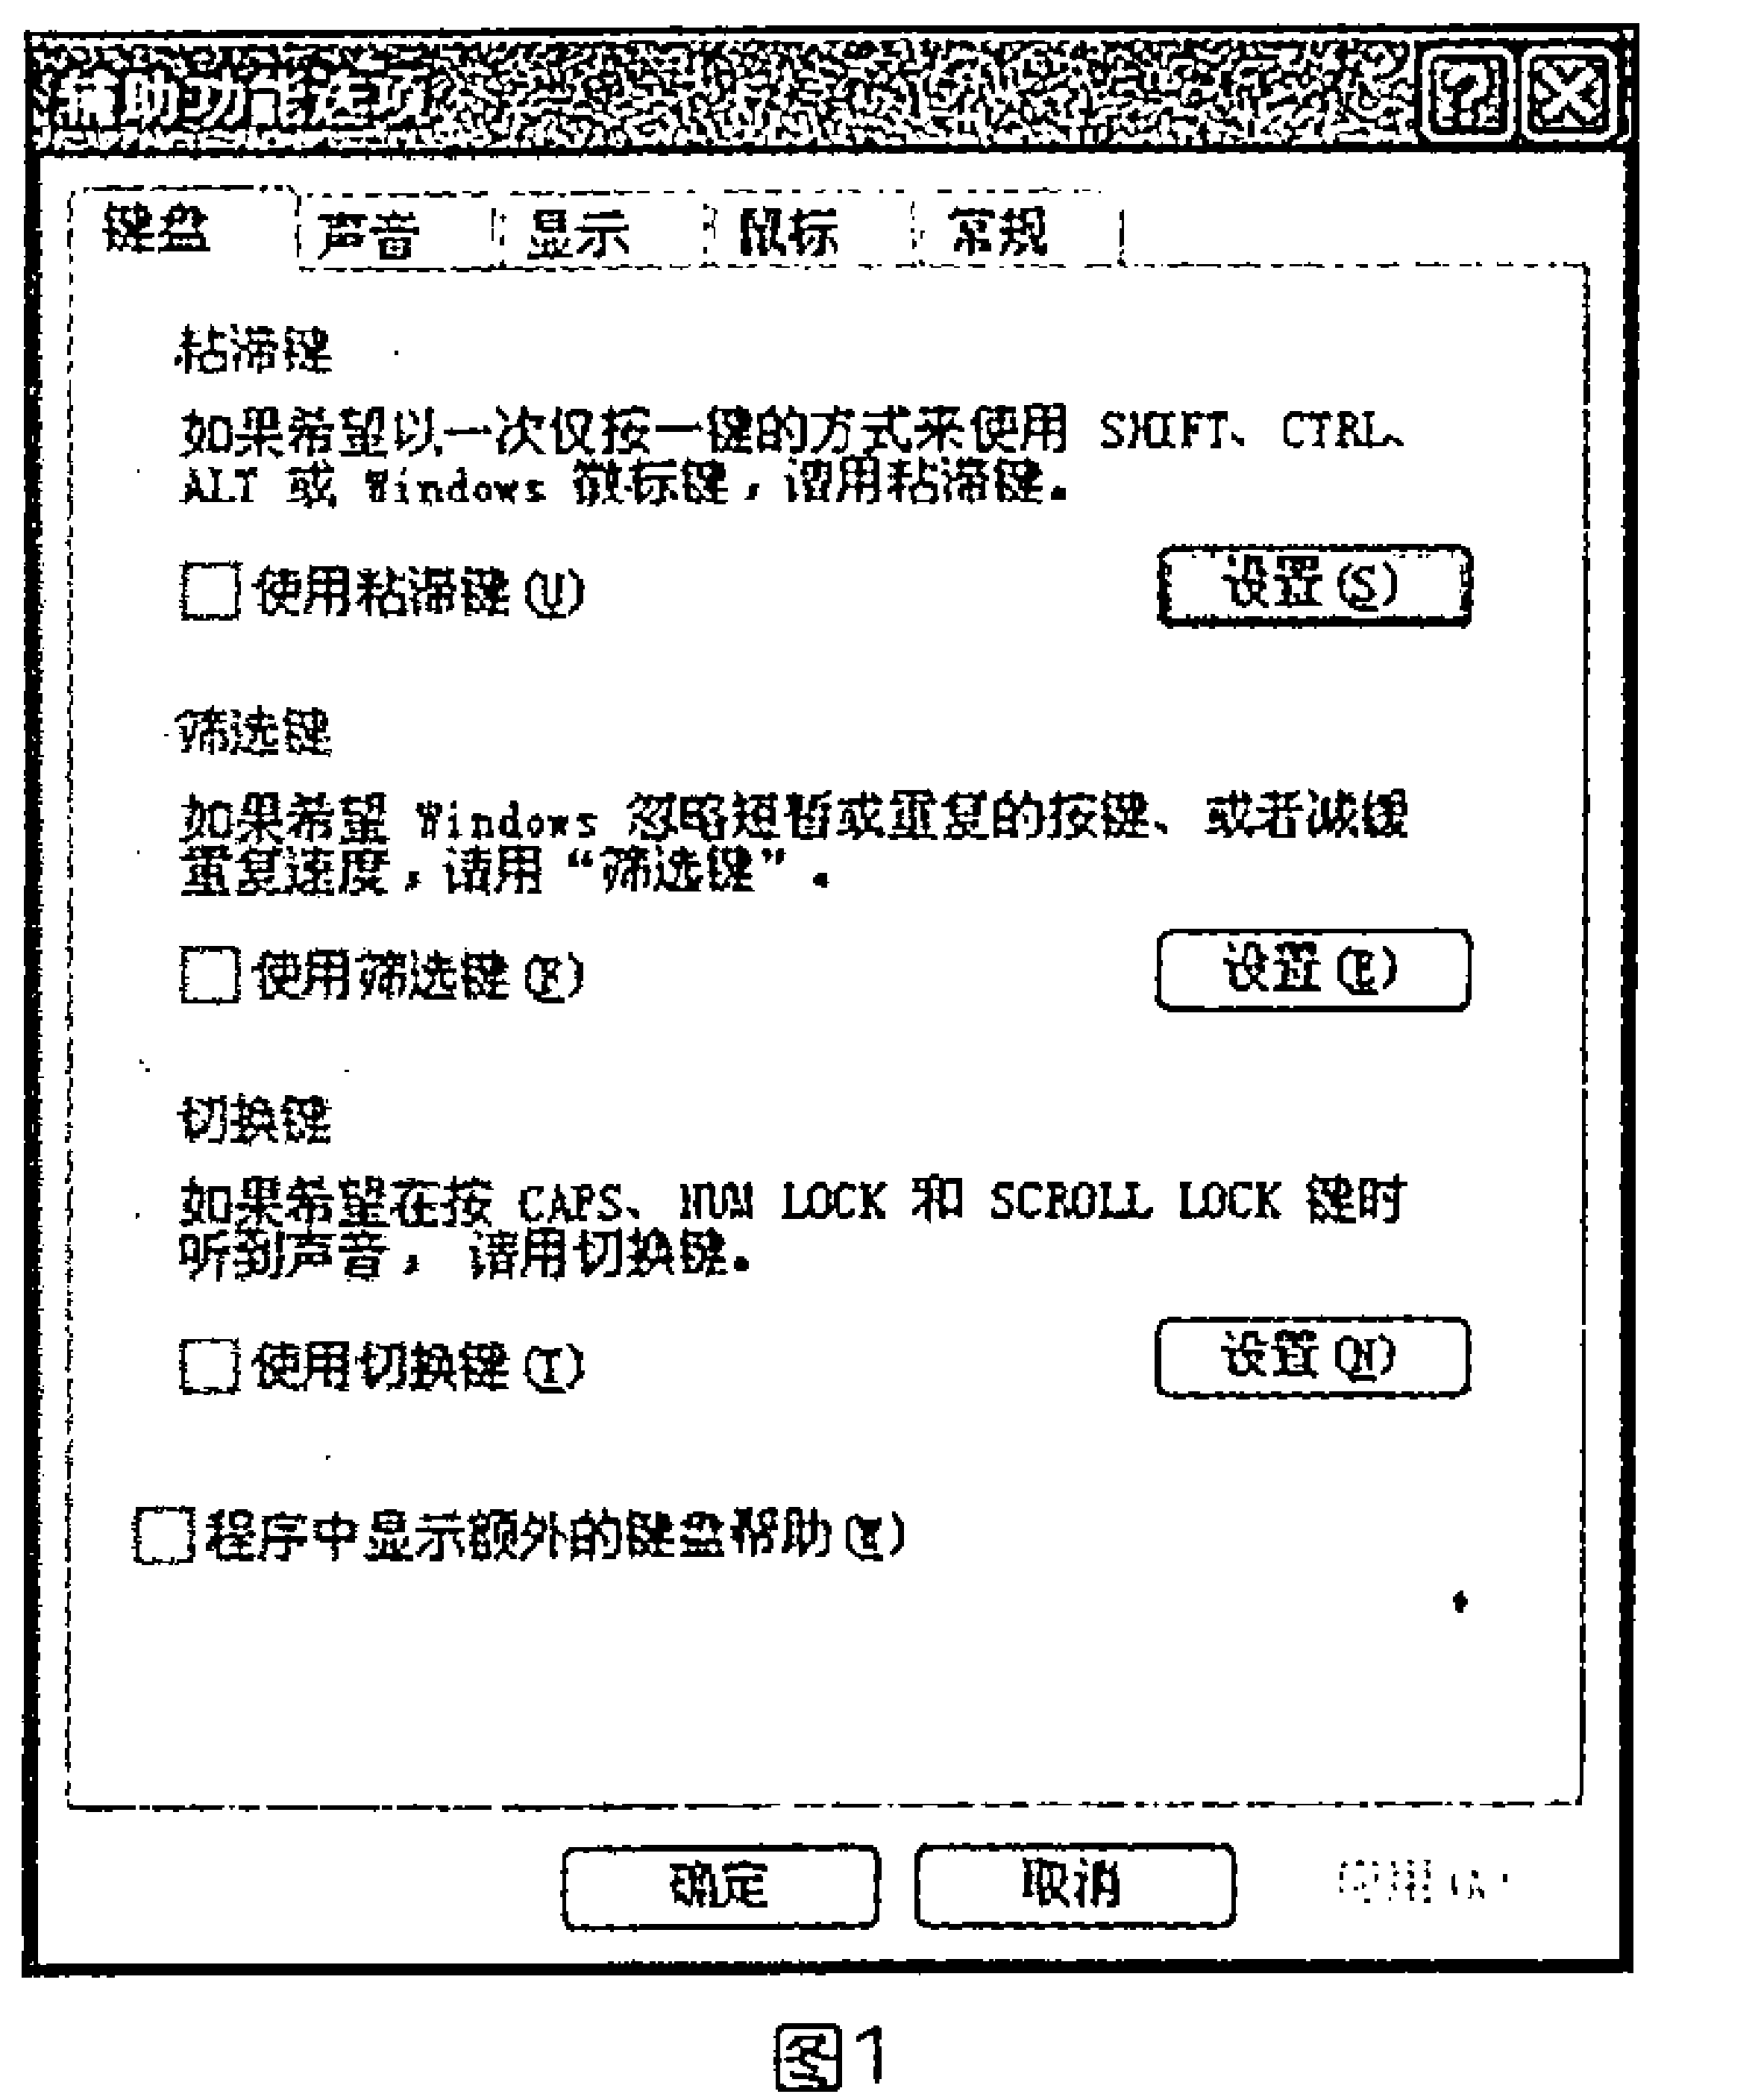 辅助功能选项
键盘 声音 显示 鼠标 常规
粘滞键
如果希望以一次仅按一键的方式来使用 SHIFT、CTRL、
ALT 或 Windows 徽标键，请用粘滞键。
使用粘滞键(U) 设置(S)
筛选键
如果希望 Windows 忽略短暂或重复的按键、或者减缓
重复速度，请用“筛选键”。
使用筛选键(F) 设置(E)
切换键
如果希望在按 CAPS、NUM LOCK 和 SCROLL LOCK 键时
听到声音， 请用切换键。
使用切换键(T) 设置(N)
程序中显示额外的键盘帮助
确定 取消 应用(A)
图1